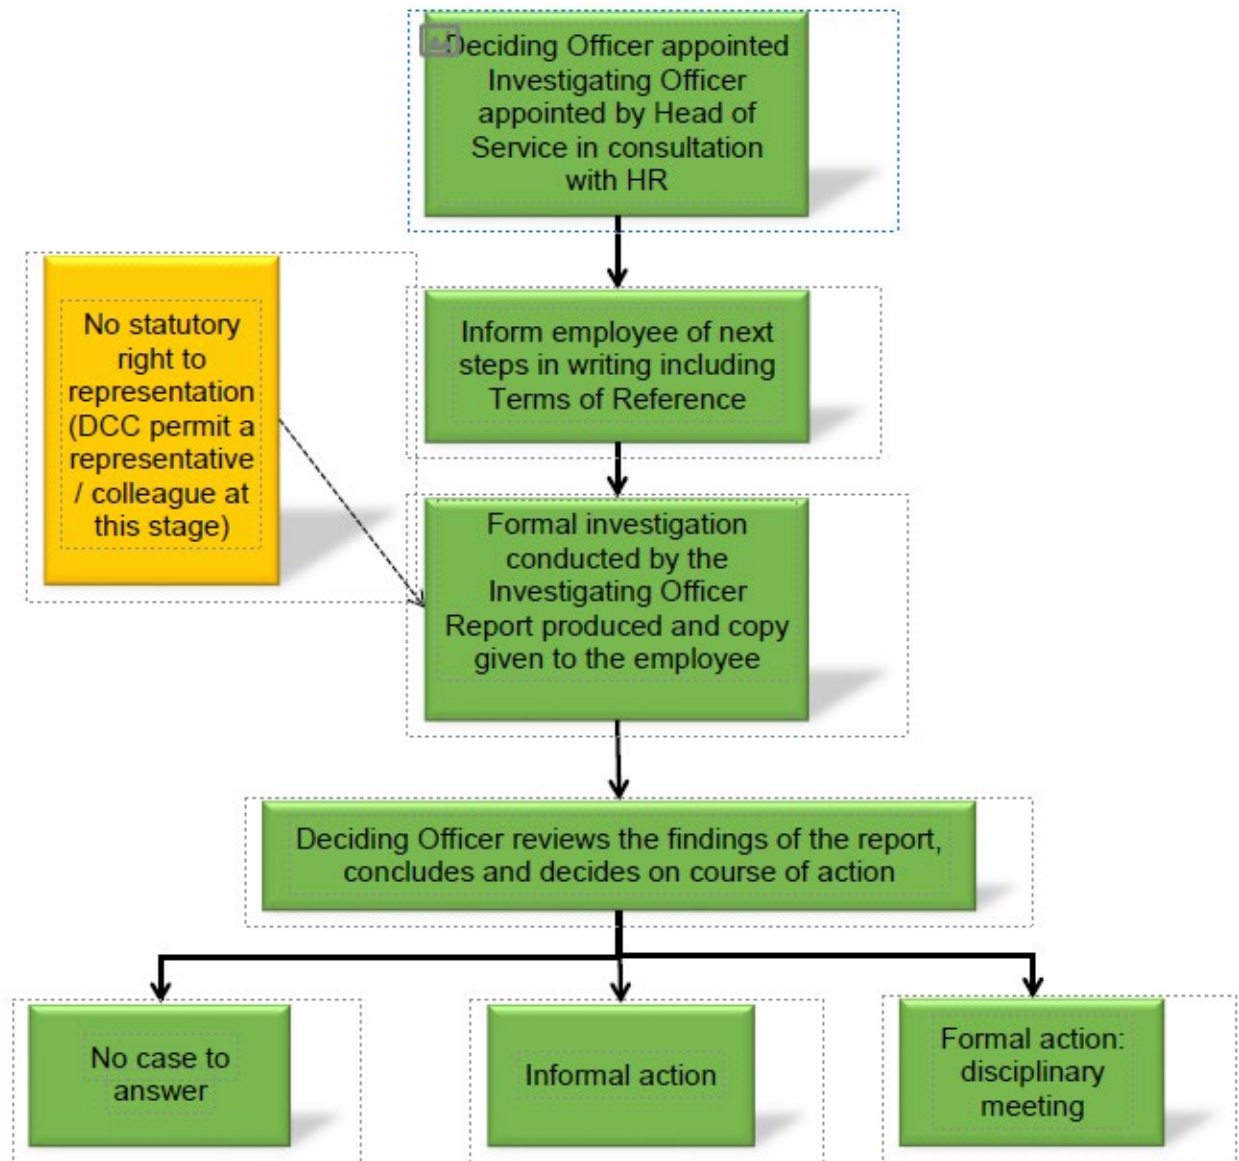 Deciding Officer appointed
Investigating Officer
appointed by Head of
Service in consultation
with HR
No statutory
right to
representation
(DCC permit a
representative
/ colleague at
this stage)
Inform employee of next
steps in writing including
Terms of Reference
Formal investigation
conducted by the
Investigating Officer
Report produced and copy
given to the employee
Deciding Officer reviews the findings of the report,
concludes and decides on course of action
No case to
answer
Informal action
Formal action:
disciplinary
meeting